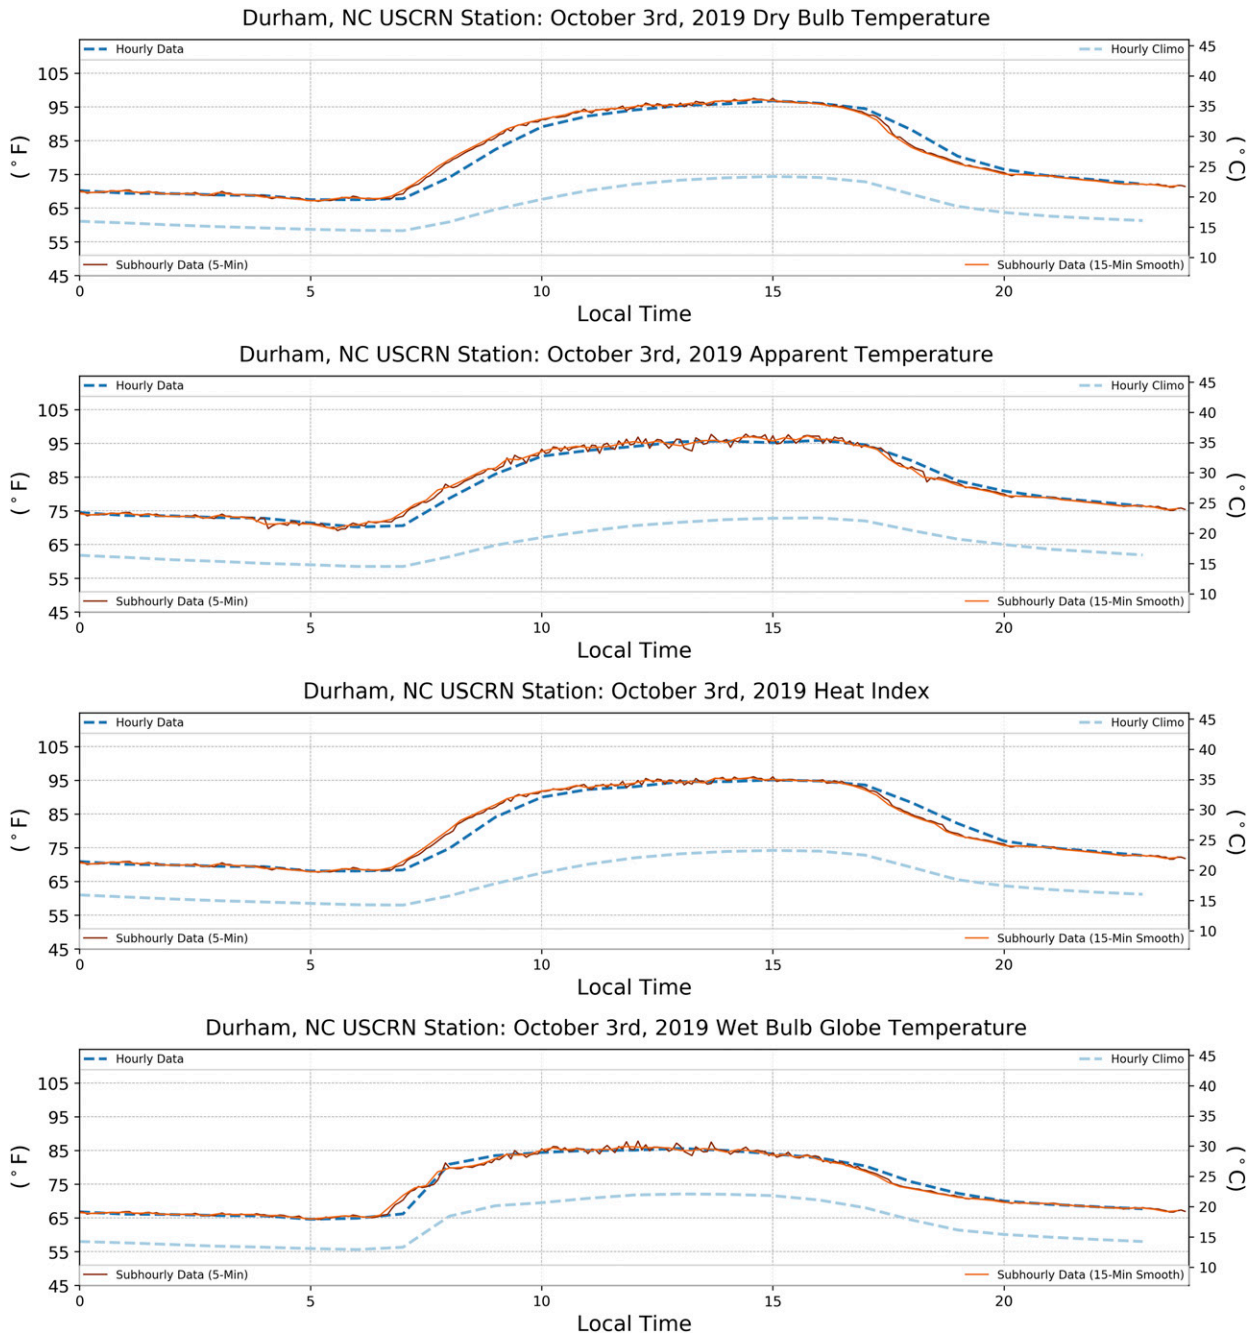 Durham, NC USCRN Station: October 3rd, 2019 Dry Bulb Temperature
Hourly Data
Hourly Climo
105
95
85
75
65
55
45
(°F)
45
40
35
30
25
20
15
10
(°C)
Subhourly Data (5-Min)
Subhourly Data (15-Min Smooth)
0 5 10 15 20
Local Time
Durham, NC USCRN Station: October 3rd, 2019 Apparent Temperature
Hourly Data
Hourly Climo
105
95
85
75
65
55
45
(°F)
45
40
35
30
25
20
15
10
(°C)
Subhourly Data (5-Min)
Subhourly Data (15-Min Smooth)
0 5 10 15 20
Local Time
Durham, NC USCRN Station: October 3rd, 2019 Heat Index
Hourly Data
Hourly Climo
105
95
85
75
65
55
45
(°F)
45
40
35
30
25
20
15
10
(°C)
Subhourly Data (5-Min)
Subhourly Data (15-Min Smooth)
0 5 10 15 20
Local Time
Durham, NC USCRN Station: October 3rd, 2019 Wet Bulb Globe Temperature
Hourly Data
Hourly Climo
105
95
85
75
65
55
45
(°F)
45
40
35
30
25
20
15
10
(°C)
Subhourly Data (5-Min)
Subhourly Data (15-Min Smooth)
0 5 10 15 20
Local Time